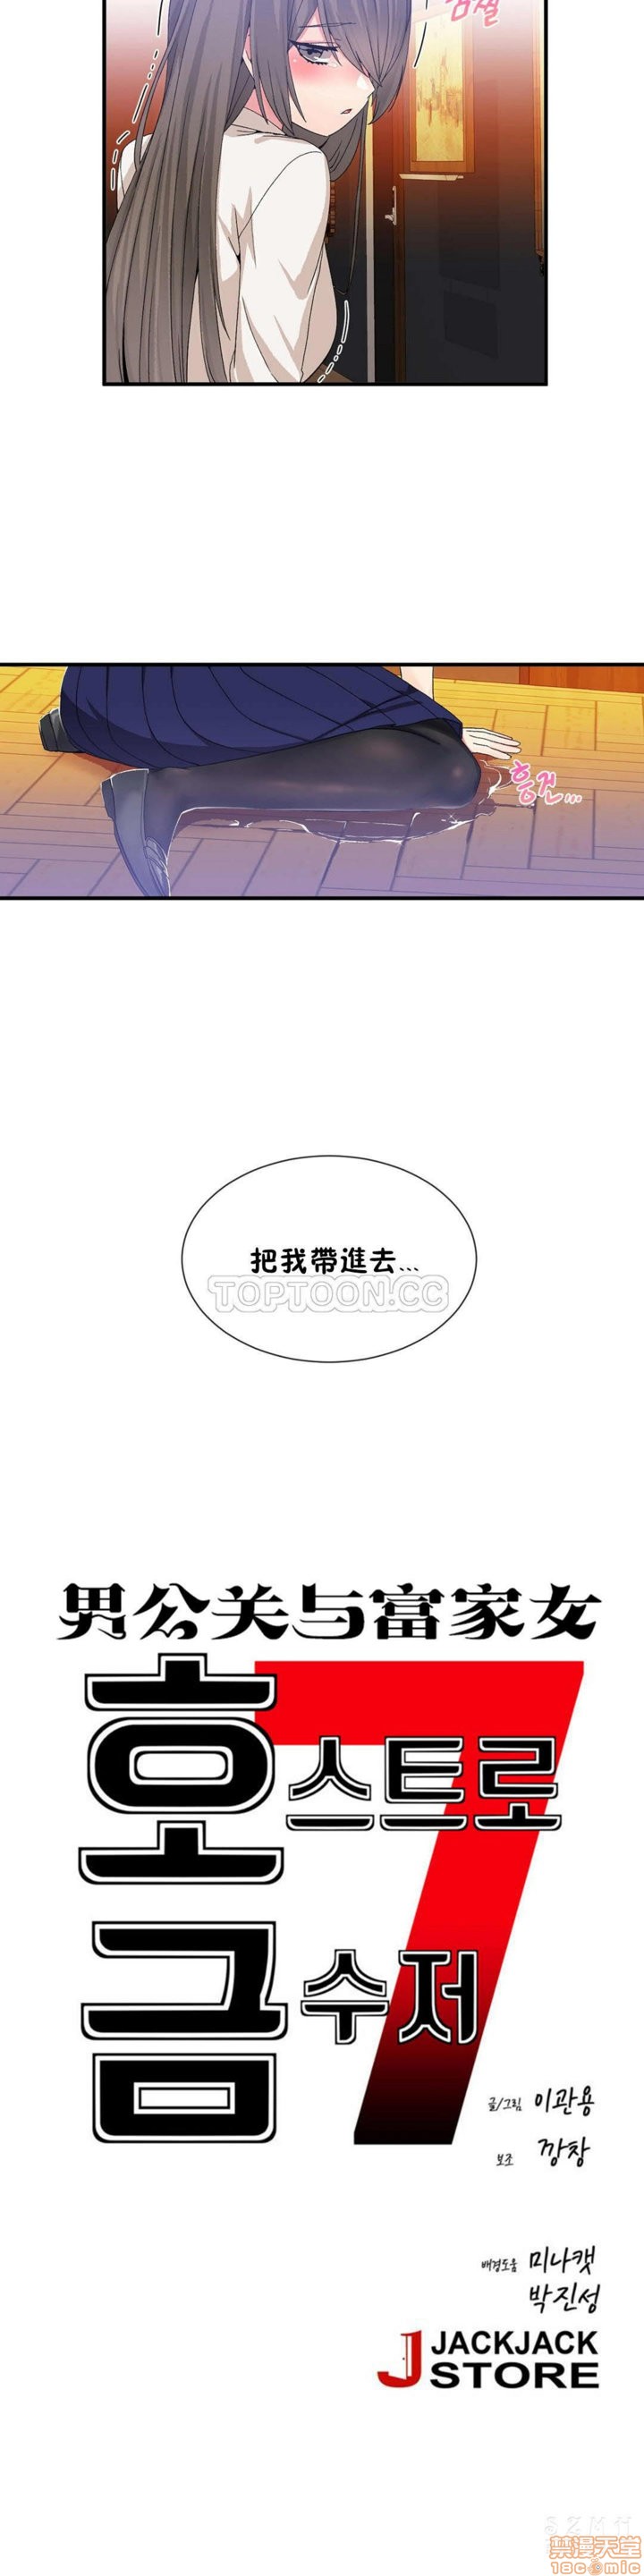 흥건...
把我帶進去...
TOPTOON.CC
男公关与富家女
호스트로
금수저
7
글/그림 이관용
보조 깡창
배경도움 미나캣
박진성
JACKJACK
STORE
SZMH
禁漫天堂
18comic